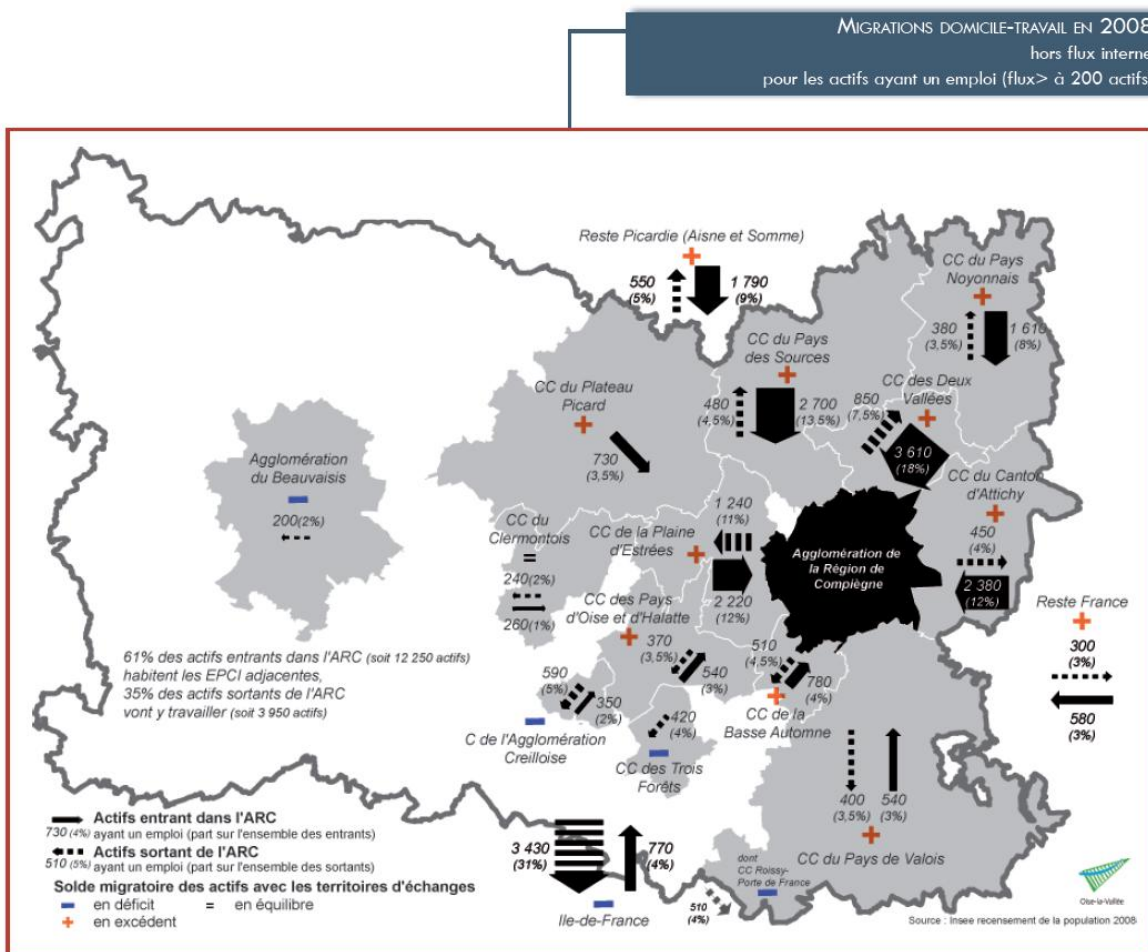 MIGRATIONS DOMICILE-TRAVAIL EN 2008
hors flux interne
pour les actifs ayant un emploi (flux> à 200 actifs
Reste Picardie (Aisne et Somme)
550
(5%)
1 790
(9%)
CC du Pays
Noyonnais
380
(3,5%)
1 610
(8%)
CC du Pays
des Sources
480
(4,5%)
2 700
(13.5%)
CC des Deux
Vallées
850
(7,5%)
3 610
(18%)
CC du Plateau
Picard
730
(3,5%)
CC du Canton
d'Attichy
450
(4%)
2 380
(12%)
Agglomération
du Beauvaisis
200(2%)
CC du
Clermontois
=
240(2%)
260(1%)
CC de la Plaine
d'Estrées
1 240
(11%)
2 220
(12%)
Agglomération de
la Région de
Compiègne
Reste France
300
(3%)
580
(3%)
CC des Pays
d'Oise et d'Halatte
370
(3,5%)
540
(3%)
510
(4,5%)
780
(4%)
CC de la
Basse Automne
61% des actifs entrants dans l'ARC (soit 12 250 actifs)
habitent les EPCI adjacentes,
35% des actifs sortants de l'ARC
vont y travailler (soit 3 950 actifs)
590
(5%)
350
(2%)
C de l'Agglomération
Creilloise
420
(4%)
CC des Trois
Forêts
400
(3,5%)
540
(3%)
CC du Pays de Valois
3 430
(31%)
770
(4%)
Ile-de-France
510
(4%)
dont
CC Roissy-
Porte de France
Actifs entrant dans l'ARC
730 (4%) ayant un emploi (part sur l'ensemble des entrants)
Actifs sortant de l'ARC
510 (5%) ayant un emploi (part sur l'ensemble des sortants)
Solde migratoire des actifs avec les territoires d'échanges
en déficit = en équilibre
+ en excédent
Oise-la-Vallée
Source : Insee recensement de la population 2008